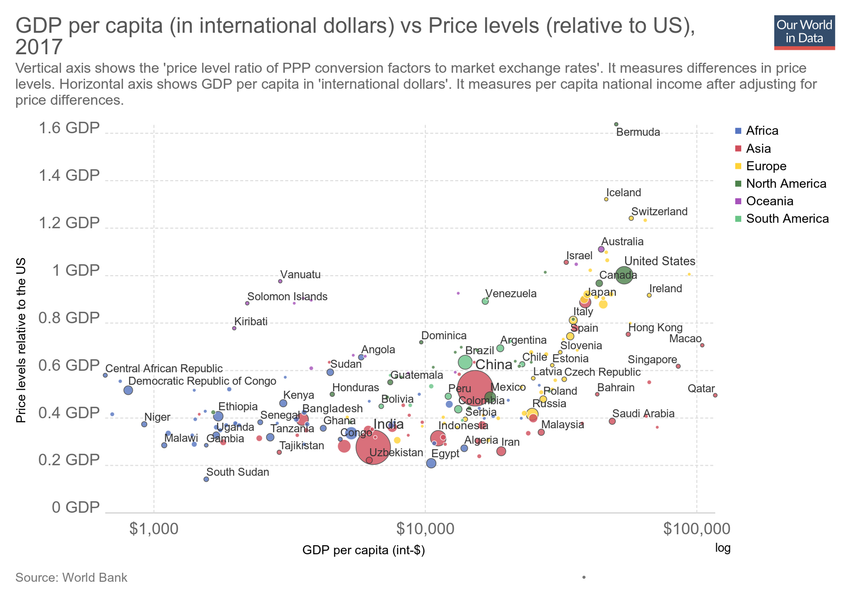 GDP per capita (in international dollars) vs Price levels (relative to US),
2017
Our World
in Data
Vertical axis shows the 'price level ratio of PPP conversion factors to market exchange rates'. It measures differences in price
levels. Horizontal axis shows GDP per capita in 'international dollars'. It measures per capita national income after adjusting for
price differences.
1.6 GDP
Bermuda
Africa
Asia
Europe
North America
Oceania
South America
1.4 GDP
Iceland
Switzerland
1.2 GDP
Australia
Israel
United States
1 GDP
Vanuatu
Canada
Ireland
Solomon Islands
Venezuela
Japan
0.8 GDP
Kiribati
Italy
Spain
Hong Kong
Dominica
Argentina
Macao
Angola
Brazil
Slovenia
0.6 GDP
Central African Republic
Sudan
China
Chile
Estonia
Singapore
Democratic Republic of Congo
Guatemala
Latvia
Czech Republic
Honduras
Peru
Mexico
Poland
Bahrain
Qatar
Kenya
Bolivia
Colombia
0.4 GDP
Niger
Ethiopia
Senegal
Bangladesh
Serbia
Russia
Saudi Arabia
Uganda
Tanzania
Ghana
India
Indonesia
Malaysia
Malawi
Gambia
Congo
Tajikistan
Algeria
Iran
0.2 GDP
Uzbekistan
Egypt
South Sudan
0 GDP
$1,000
$10,000
$100,000
Price levels relative to the US
GDP per capita (int-$)
log
Source: World Bank